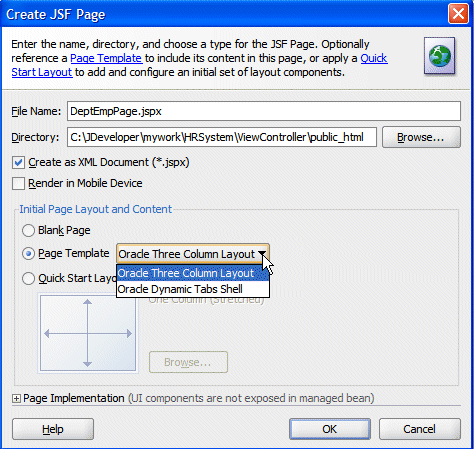 Create JSF Page
Enter the name, directory, and choose a type for the JSF Page. Optionally
reference a Page Template to include its content in this page, or apply a Quick
Start Layout to add and configure an initial set of layout components.
File Name: DeptEmpPage.jspx
Directory: C:\JDeveloper\mywork\HRSystem\ViewController\public_html Browse...
Create as XML Document (*.jspx)
Render in Mobile Device
Initial Page Layout and Content
Blank Page
Page Template Oracle Three Column Layout
Oracle Three Column Layout
Quick Start Layo
Oracle Dynamic Tabs Shell
One Column (Stretched)
Browse...
Page Implementation (UI components are not exposed in managed bean)
Help OK Cancel